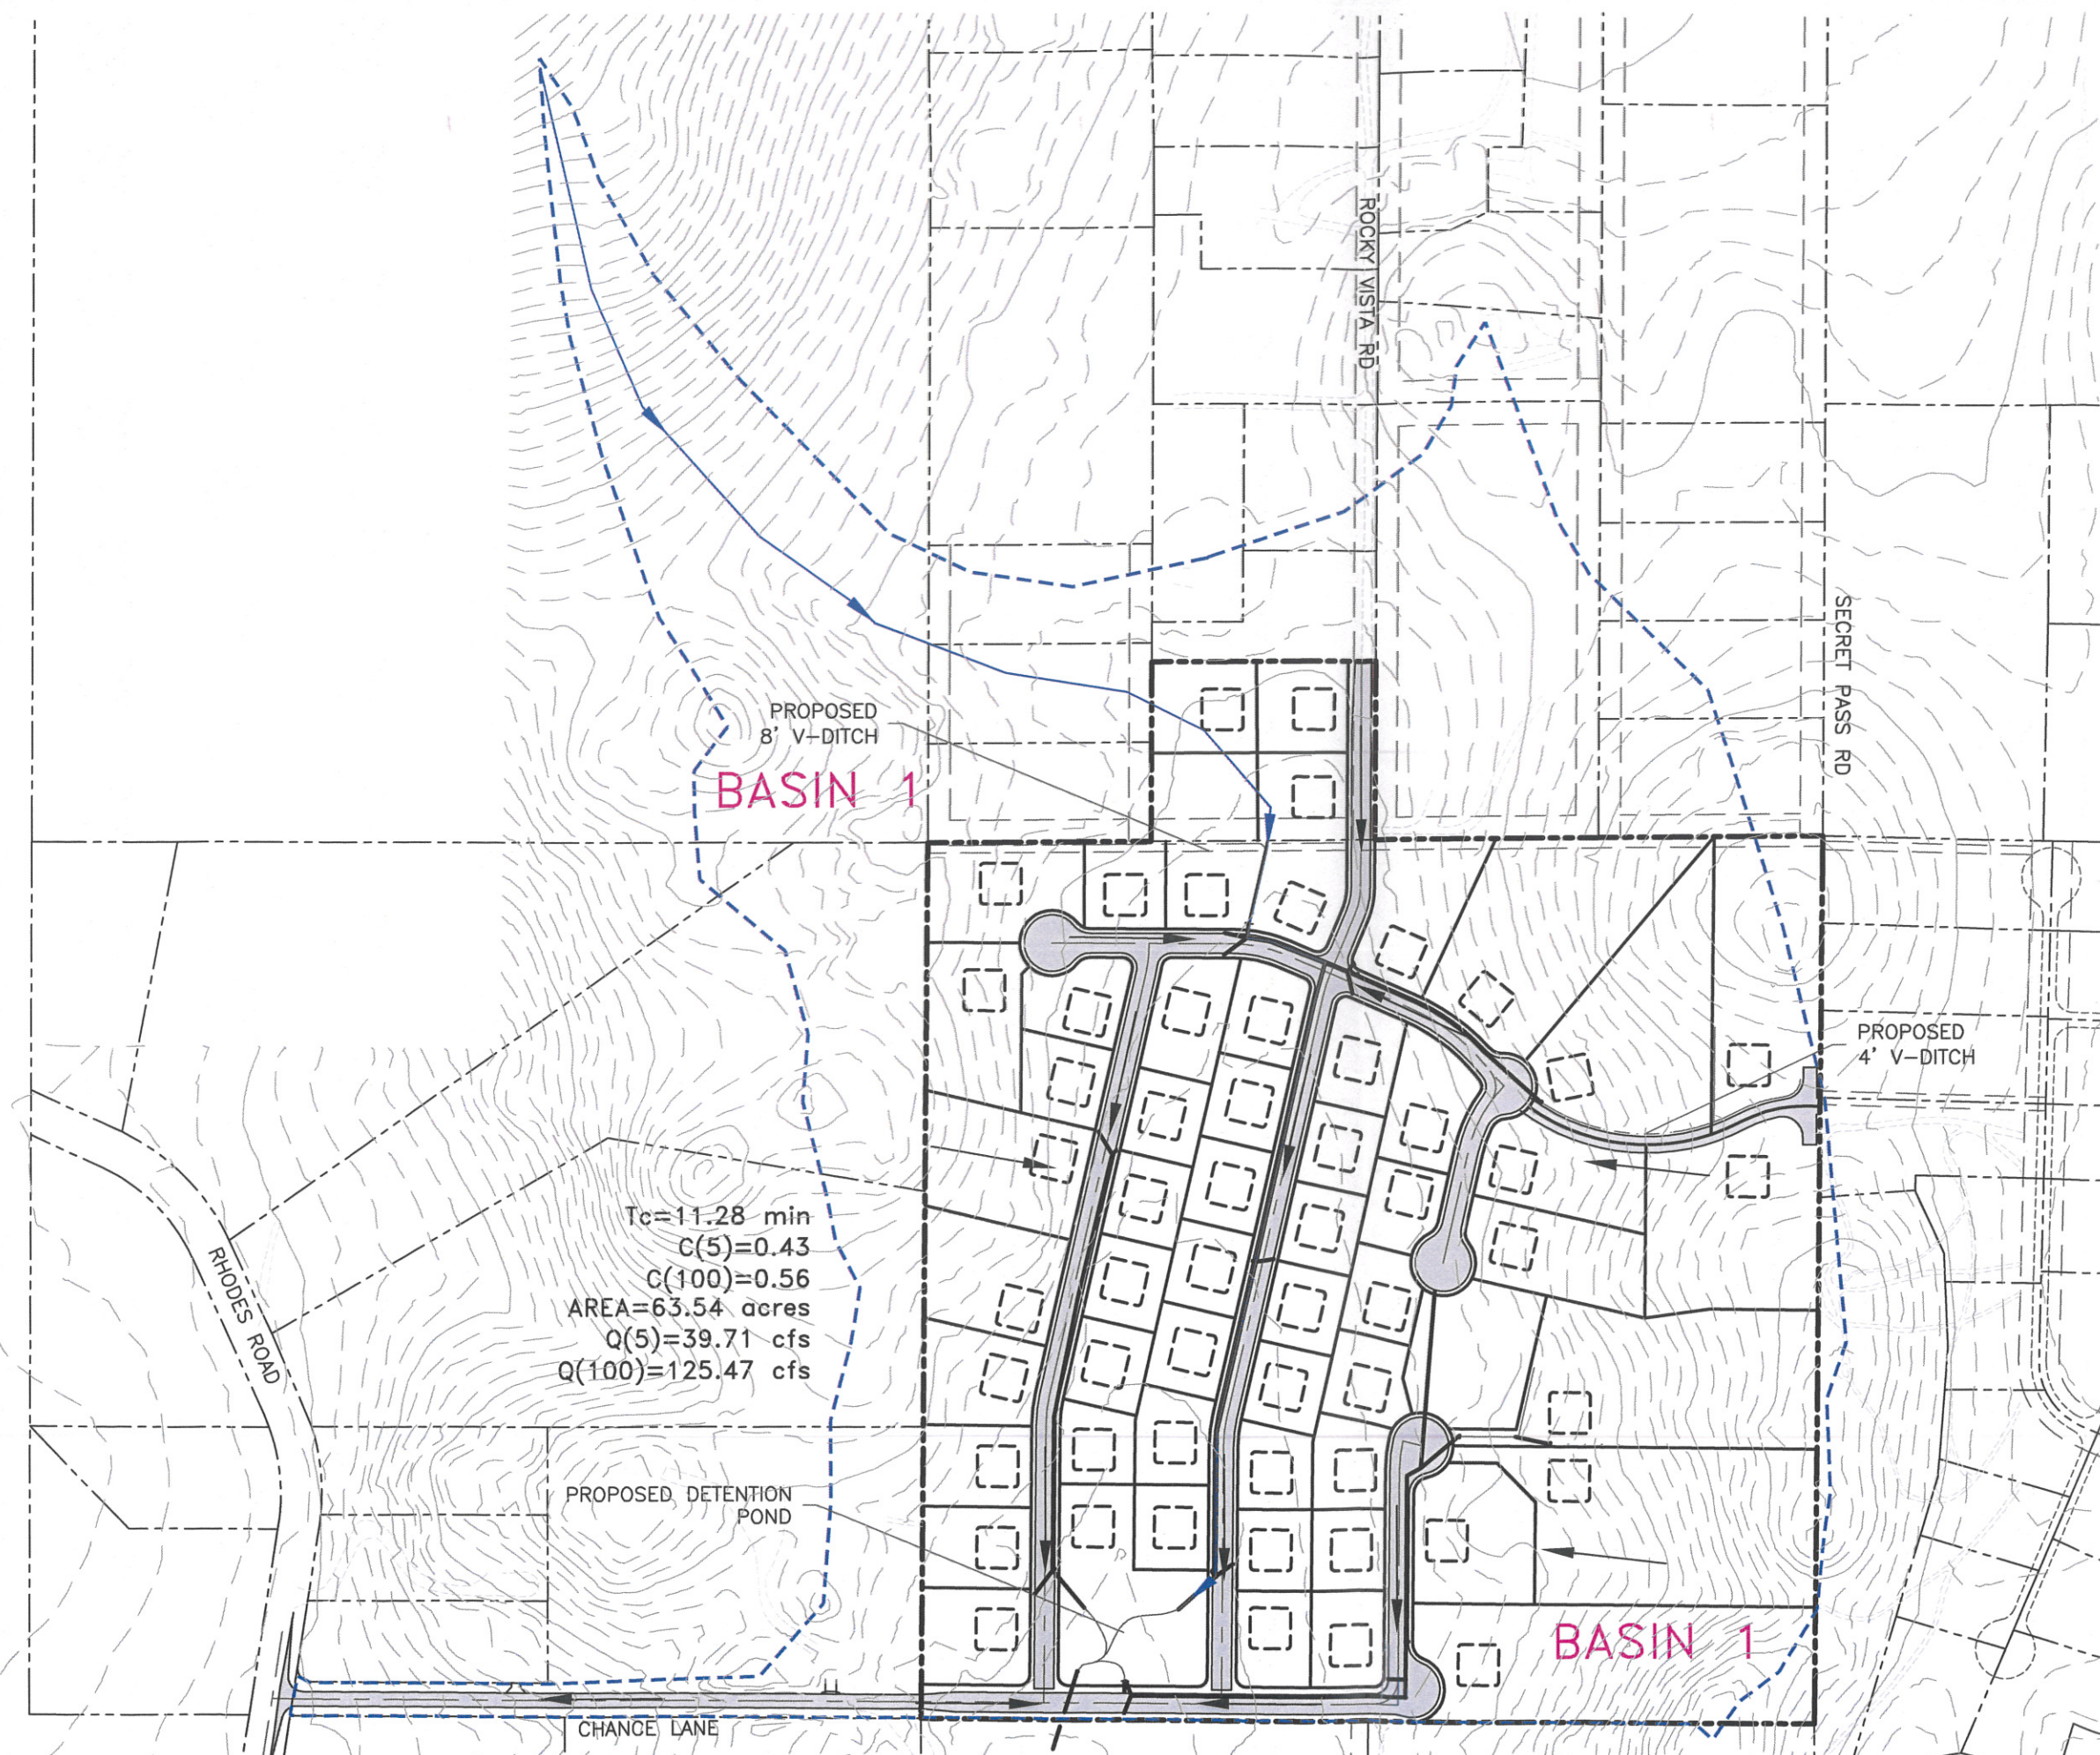 ROCKY VISTA RD
SECRET PASS RD
PROPOSED
8' V-DITCH
BASIN 1
PROPOSED
4' V-DITCH
Tc=11.28 min
C(5)=0.43
C(100)=0.56
AREA=63.54 acres
Q(5)=39.71 cfs
Q(100)=125.47 cfs
RHODES ROAD
PROPOSED DETENTION
POND
BASIN 1
CHANCE LANE